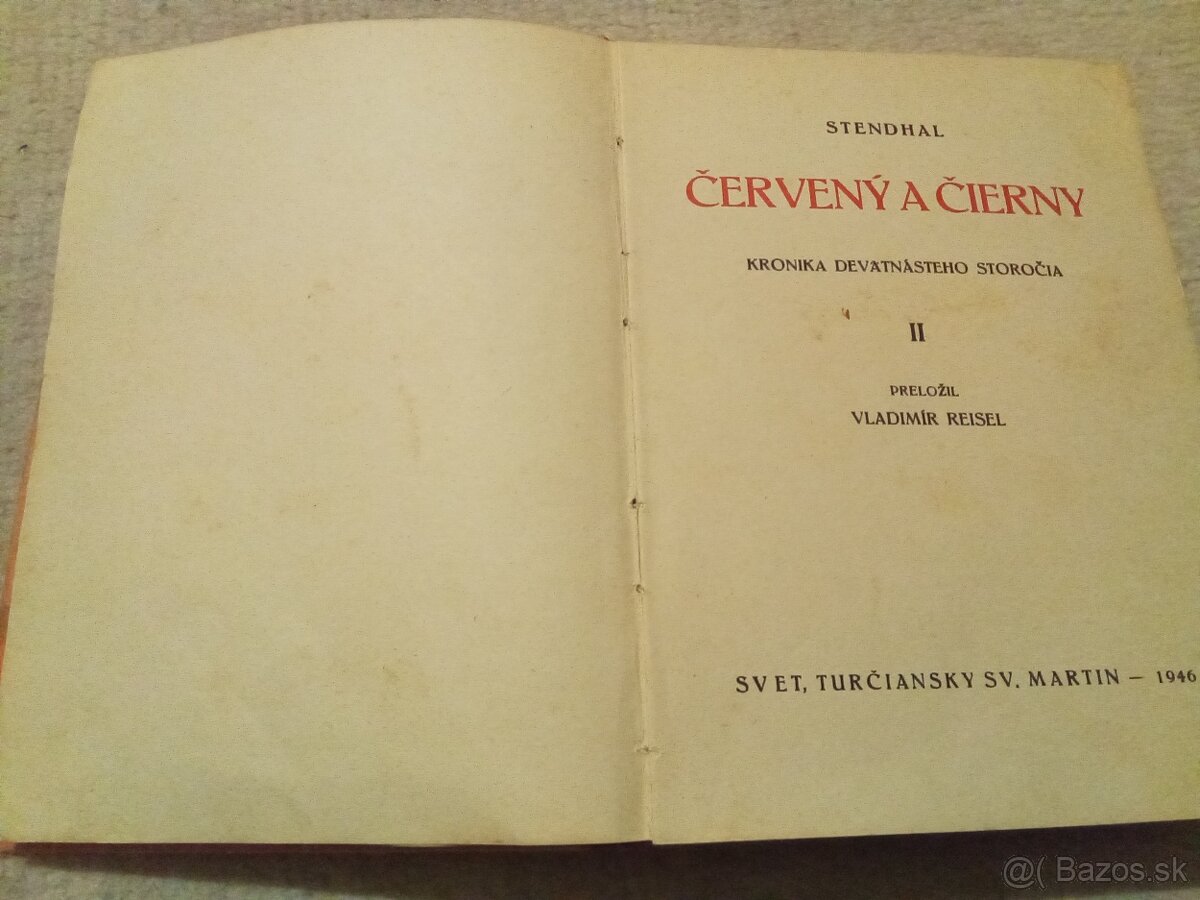 STENDHAL
ČERVENÝ A ČIERNY
KRONIKA DEVÄTNÁSTEHO STOROČIA
II
PRELOŽIL
VLADIMÍR REISEL
SVET, TURČIANSKY SV. MARTIN — 1946
@( Bazos.sk